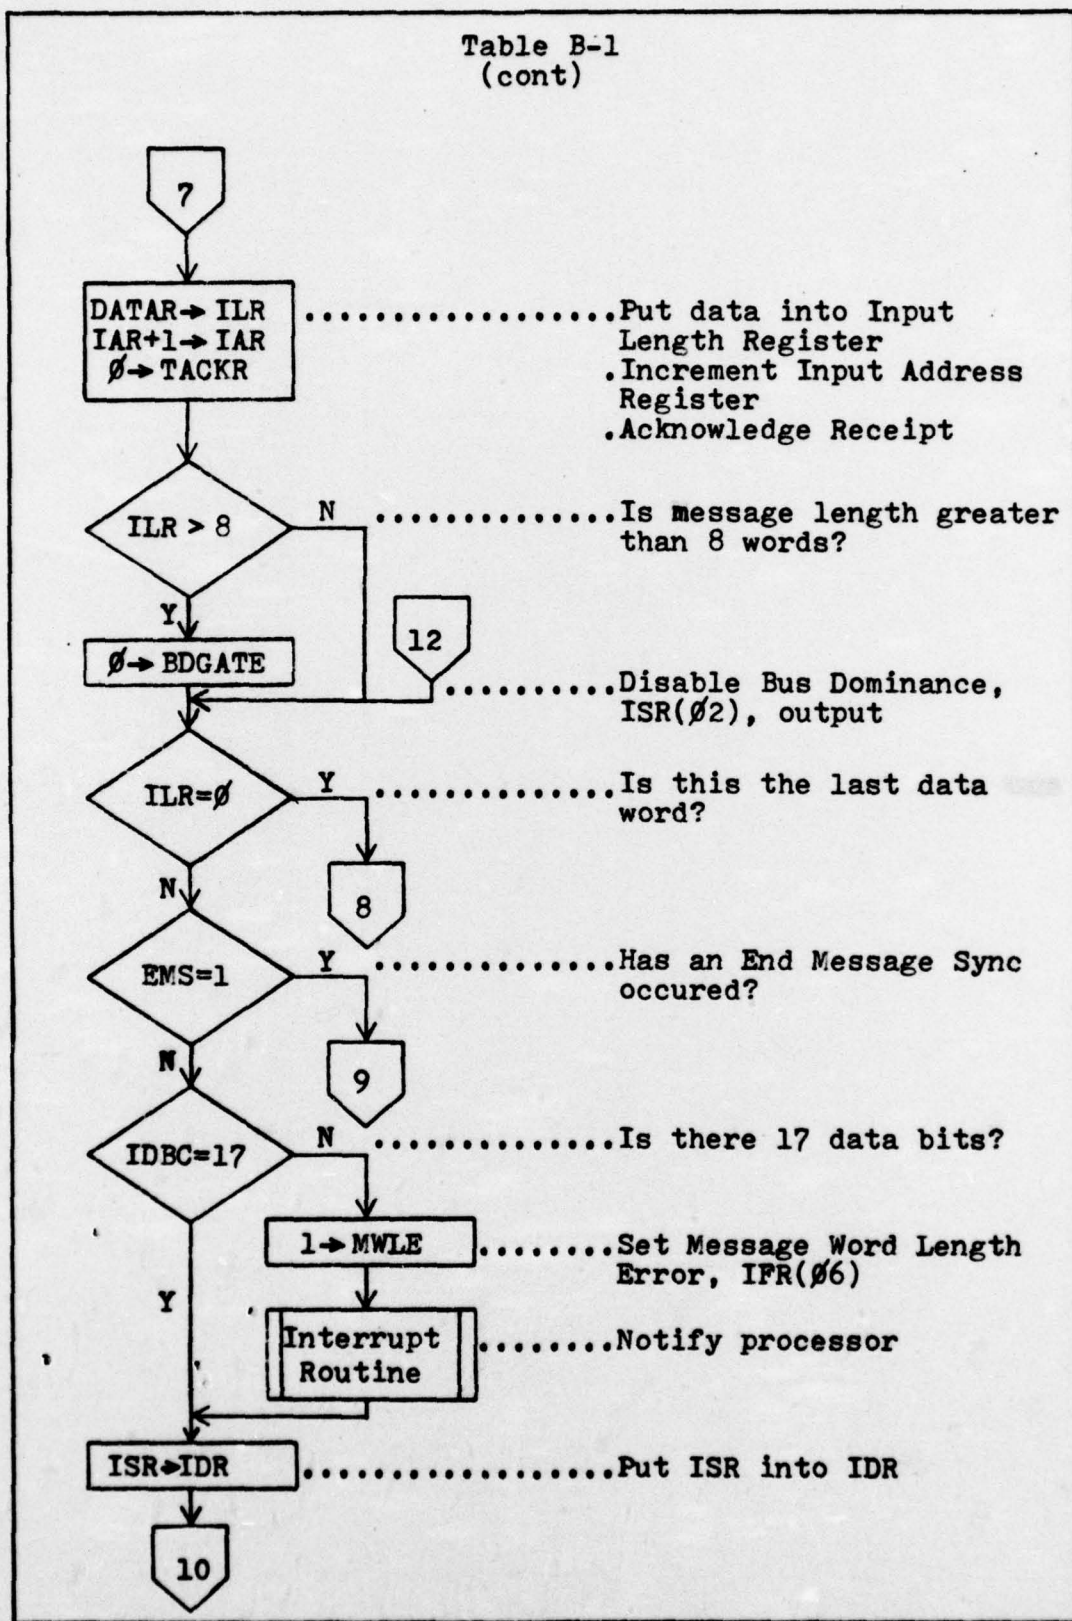 Table B-1
(cont)
7
DATAR→ ILR
IAR+1→ IAR
Ø→ TACKR
..................Put data into Input
Length Register
.Increment Input Address
Register
.Acknowledge Receipt
ILR > 8
N
..............Is message length greater
than 8 words?
Y
12
Ø→ BDGATE
..........Disable Bus Dominance,
ISR(Ø2), output
ILR=Ø
Y
..............Is this the last data
word?
N
8
EMS=1
Y
..............Has an End Message Sync
occured?
N
9
IDBC=17
N
..............Is there 17 data bits?
1→ MWLE
........Set Message Word Length
Error, IFR(Ø6)
Y
Interrupt
Routine
........Notify processor
ISR→IDR
..................Put ISR into IDR
10